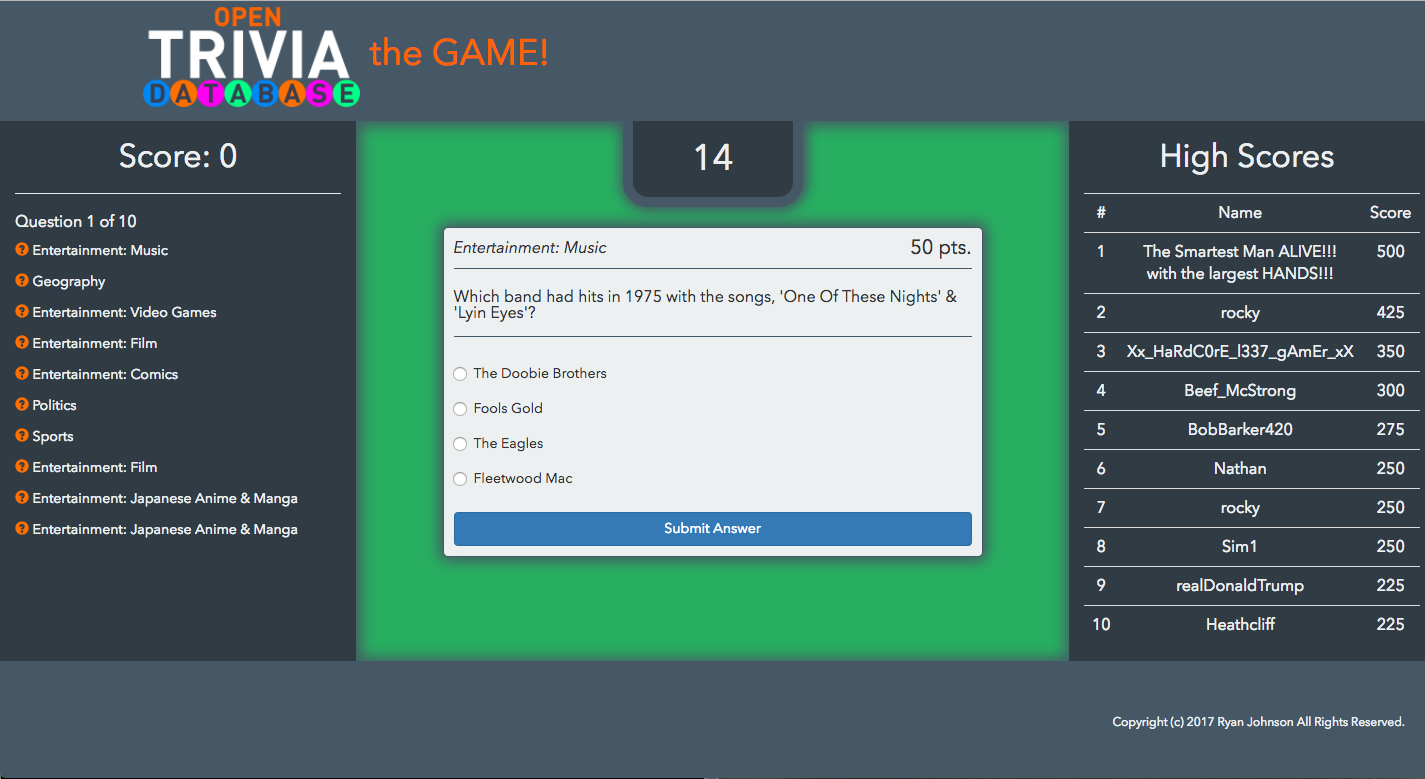 OPEN
TRIVIA
DATABASE
the GAME!
Score: 0
Question 1 of 10
? Entertainment: Music
? Geography
? Entertainment: Video Games
? Entertainment: Film
? Entertainment: Comics
? Politics
? Sports
? Entertainment: Film
? Entertainment: Japanese Anime & Manga
? Entertainment: Japanese Anime & Manga
14
Entertainment: Music 50 pts.
Which band had hits in 1975 with the songs, 'One Of These Nights' &
'Lyin Eyes'?
The Doobie Brothers
Fools Gold
The Eagles
Fleetwood Mac
Submit Answer
High Scores
# Name Score
1 The Smartest Man ALIVE!!! 500
with the largest HANDS!!!
2 rocky 425
3 Xx_HaRdC0rE_l337_gAmEr_xX 350
4 Beef_McStrong 300
5 BobBarker420 275
6 Nathan 250
7 rocky 250
8 Sim1 250
9 realDonaldTrump 225
10 Heathcliff 225
Copyright (c) 2017 Ryan Johnson All Rights Reserved.